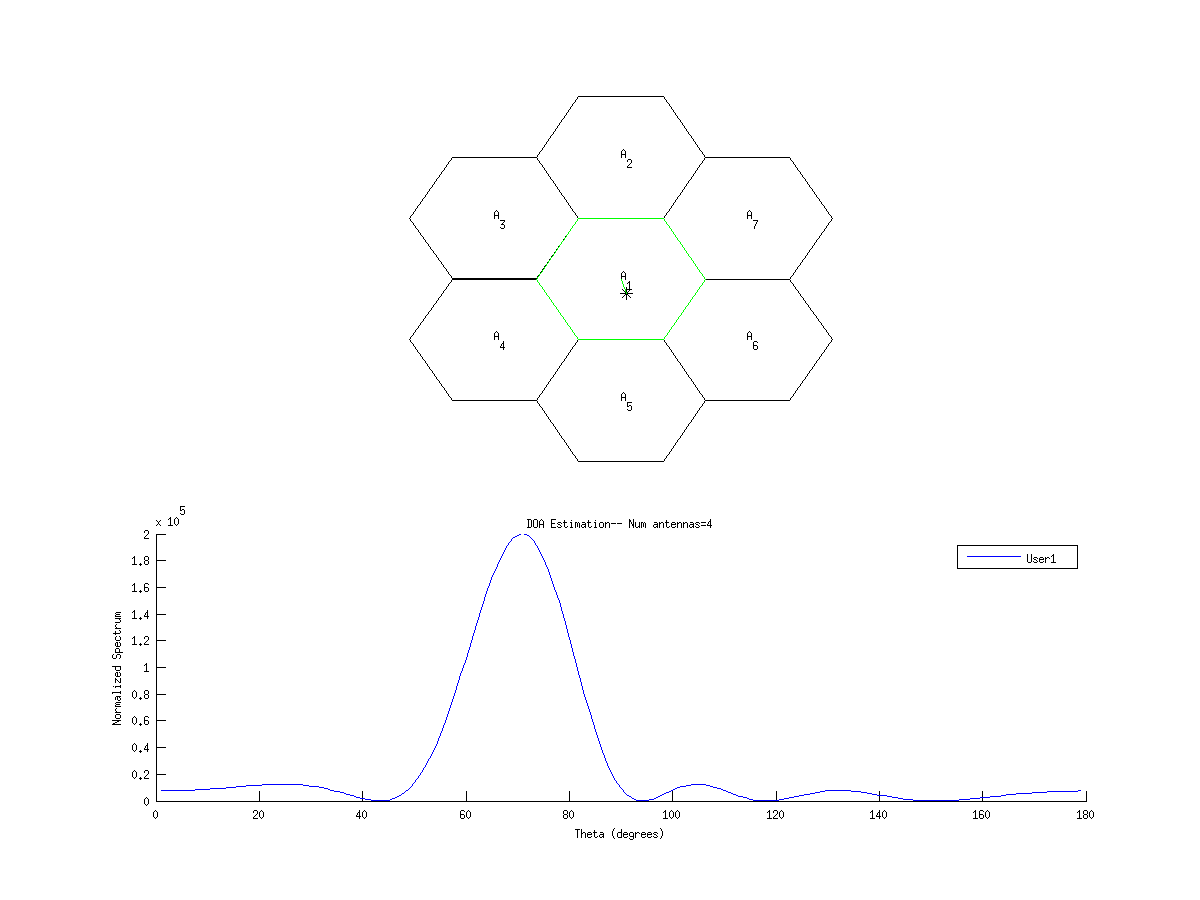 A2
A3
A7
A1
A4
A6
A5
x 10^5
DOA Estimation-- Num antennas=4
User1
Normalized Spectrum
2
1.8
1.6
1.4
1.2
1
0.8
0.6
0.4
0.2
0
0 20 40 60 80 100 120 140 160 180
Theta (degrees)